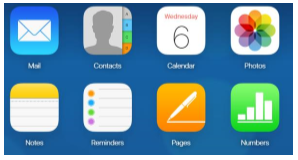 Wednesday
6
Mail Contacts Calendar Photos
Notes Reminders Pages Numbers